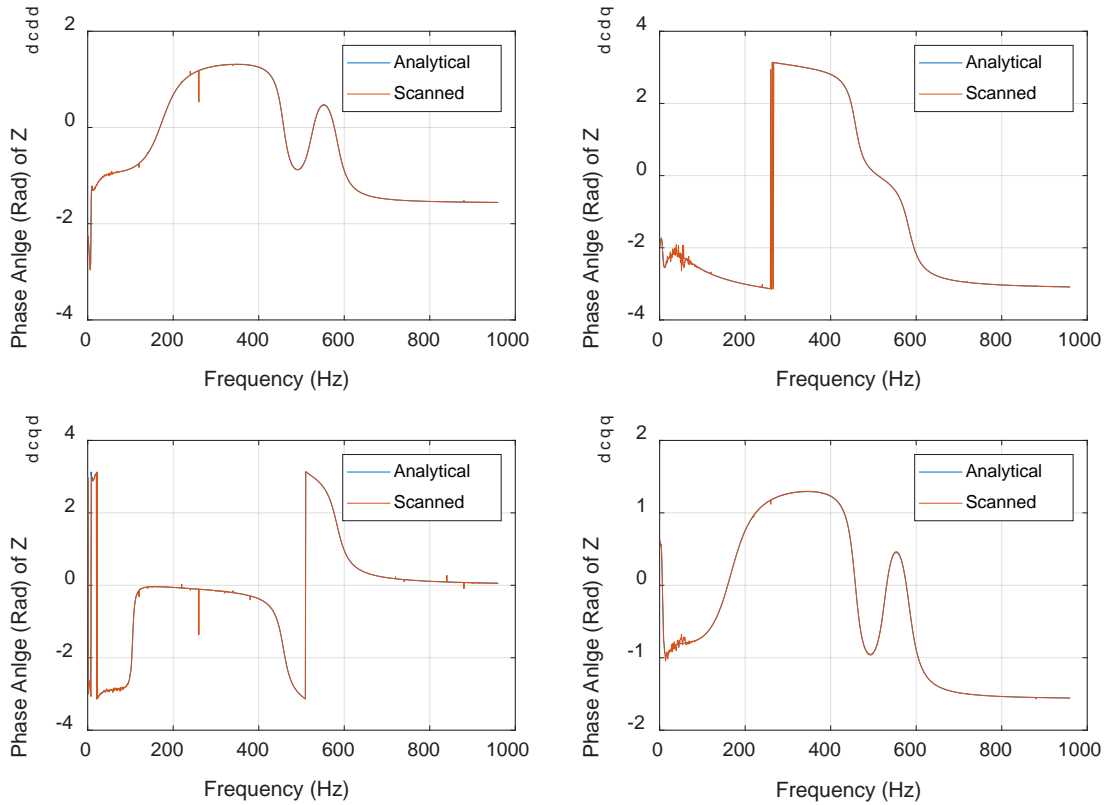 Phase Anlge (Rad) of Z dcdd
2
0
-2
-4
0 200 400 600 800 1000
Frequency (Hz)
Analytical
Scanned
Phase Anlge (Rad) of Z dcdq
4
2
0
-2
-4
0 200 400 600 800 1000
Frequency (Hz)
Analytical
Scanned
Phase Anlge (Rad) of Z dcqd
4
2
0
-2
-4
0 200 400 600 800 1000
Frequency (Hz)
Analytical
Scanned
Phase Anlge (Rad) of Z dcqq
2
1
0
-1
-2
0 200 400 600 800 1000
Frequency (Hz)
Analytical
Scanned